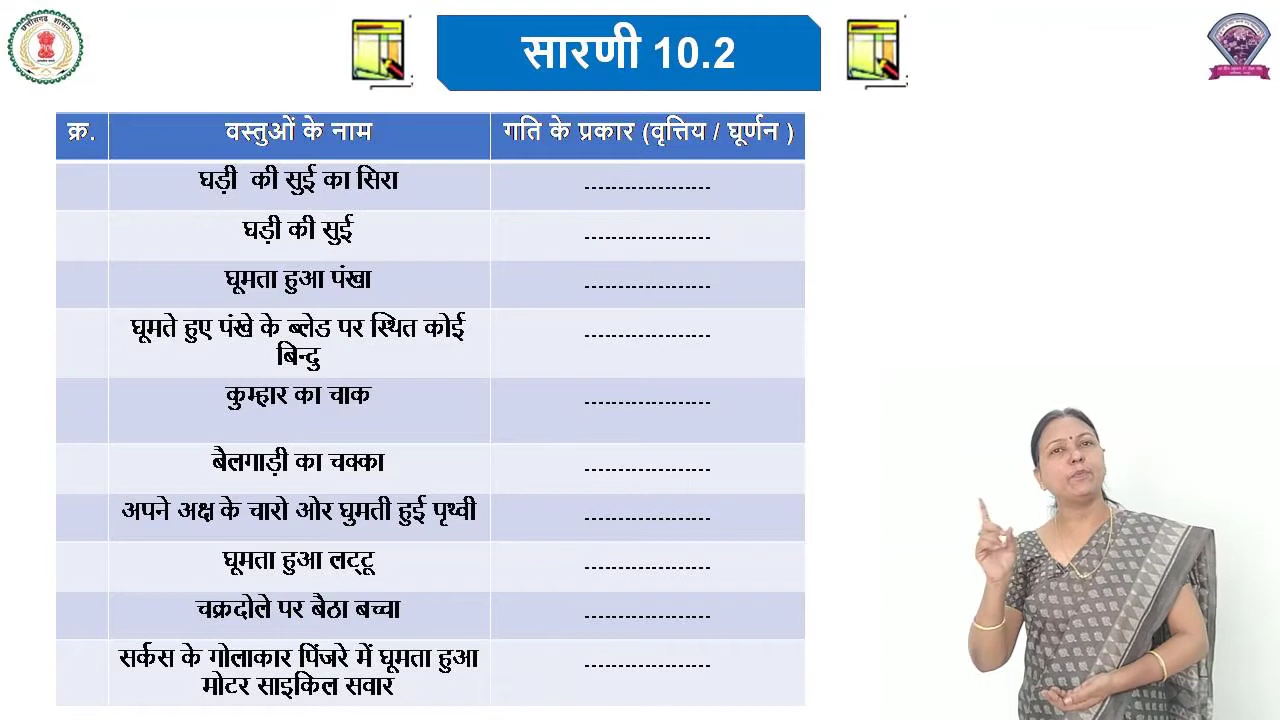 सारणी 10.2
क्र. वस्तुओं के नाम गति के प्रकार (वृत्तिय / घूर्णन )
घड़ी की सुई का सिरा -------------------
घड़ी की सुई -------------------
घूमता हुआ पंखा -------------------
घूमते हुए पंखे के ब्लेड पर स्थित कोई -------------------
बिन्दु
कुम्हार का चाक -------------------
बैलगाड़ी का चक्का -------------------
अपने अक्ष के चारो ओर घुमती हुई पृथ्वी -------------------
घूमता हुआ लट्टू -------------------
चक्रदोले पर बैठा बच्चा -------------------
सर्कस के गोलाकार पिंजरे में घूमता हुआ -------------------
मोटर साइकिल सवार